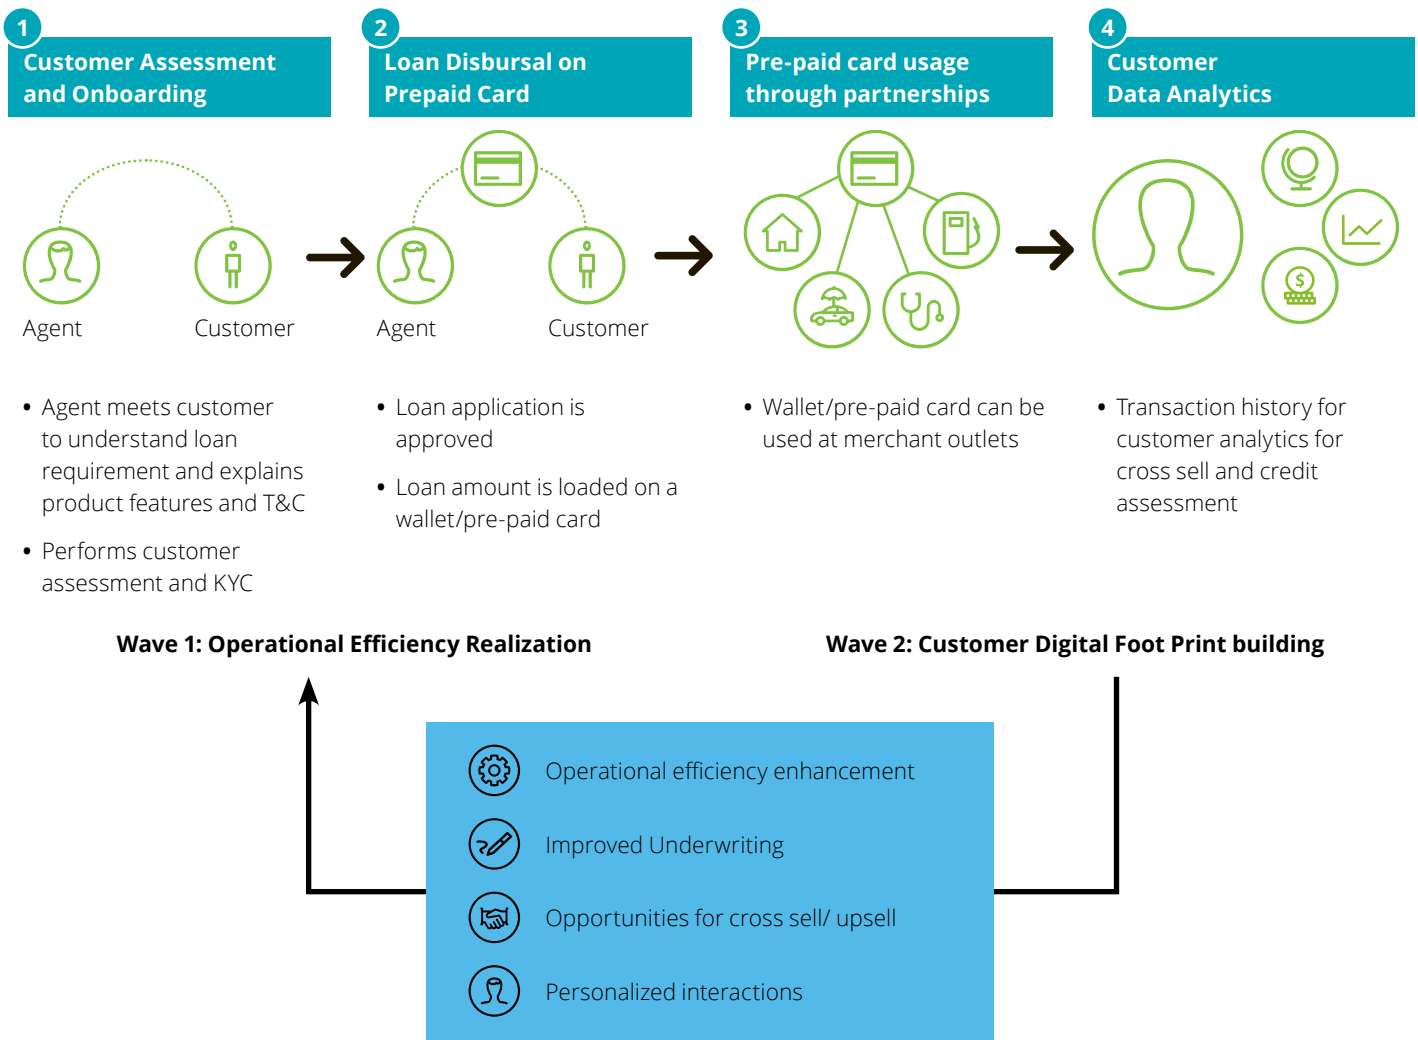 1
Customer Assessment
and Onboarding
2
Loan Disbursal on
Prepaid Card
3
Pre-paid card usage
through partnerships
4
Customer
Data Analytics
Agent
Customer
Agent
Customer
$
• Agent meets customer
to understand loan
requirement and explains
product features and T&C
• Performs customer
assessment and KYC
• Loan application is
approved
• Loan amount is loaded on a
wallet/pre-paid card
• Wallet/pre-paid card can be
used at merchant outlets
• Transaction history for
customer analytics for
cross sell and credit
assessment
Wave 1: Operational Efficiency Realization
Wave 2: Customer Digital Foot Print building
Operational efficiency enhancement
Improved Underwriting
Opportunities for cross sell/ upsell
Personalized interactions